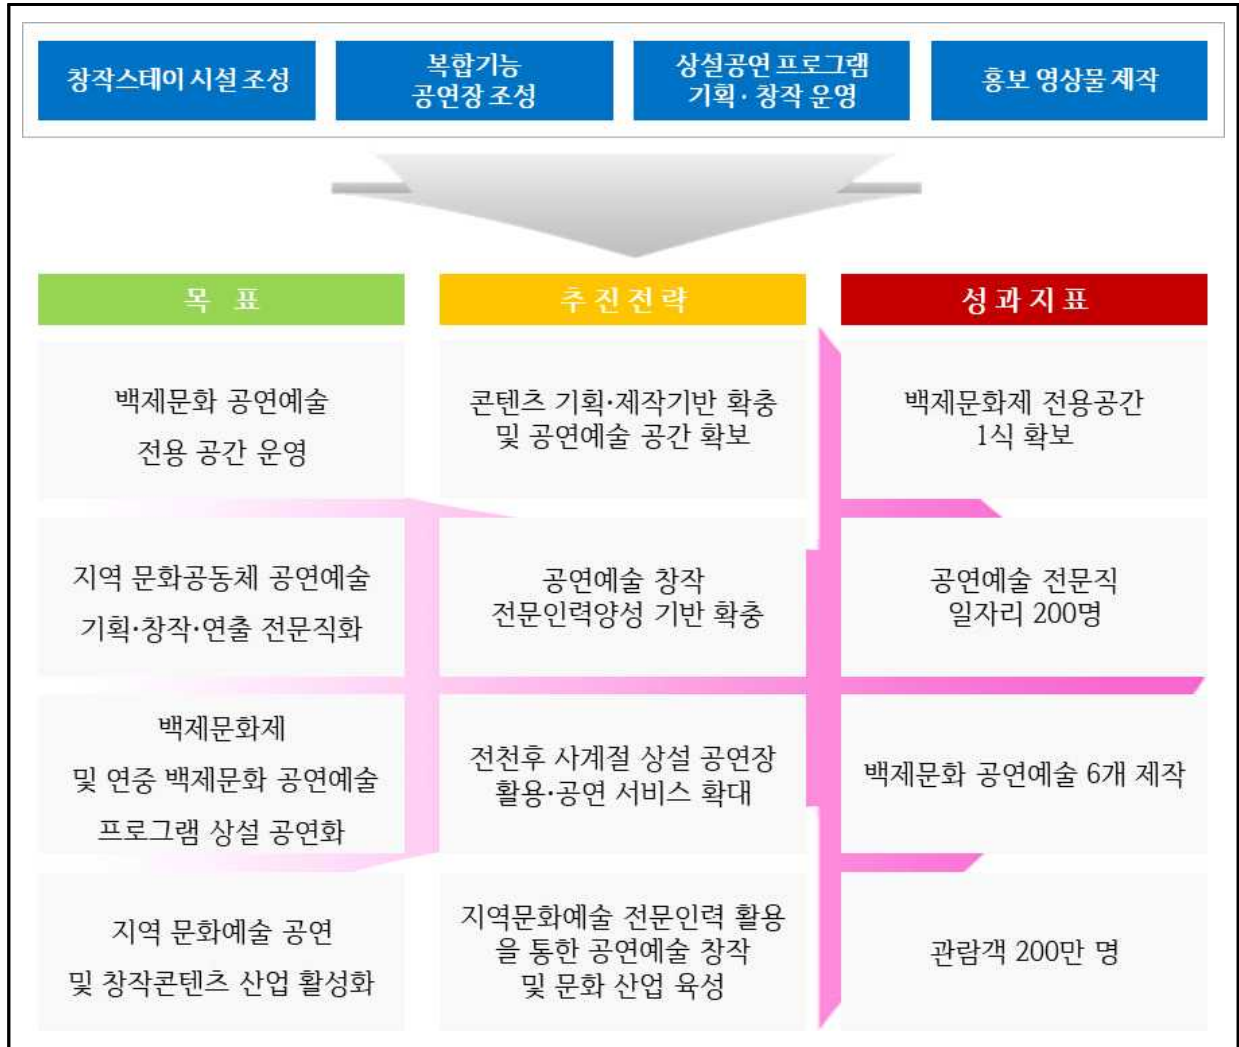 창작스테이 시설 조성
복합기능
공연장 조성
상설공연 프로그램
기획·창작 운영
홍보 영상물 제작
목 표
추진전략
성과지표
백제문화 공연예술
전용 공간 운영
콘텐츠 기획·제작기반 확충
및 공연예술 공간 확보
백제문화제 전용공간
1식 확보
지역 문화공동체 공연예술
기획·창작·연출 전문직화
공연예술 창작
전문인력양성 기반 확충
공연예술 전문직
일자리 200명
백제문화제
및 연중 백제문화 공연예술
프로그램 상설 공연화
전천후 사계절 상설 공연장
활용·공연 서비스 확대
백제문화 공연예술 6개 제작
지역 문화예술 공연
및 창작콘텐츠 산업 활성화
지역문화예술 전문인력 활용
을 통한 공연예술 창작
및 문화 산업 육성
관람객 200만 명